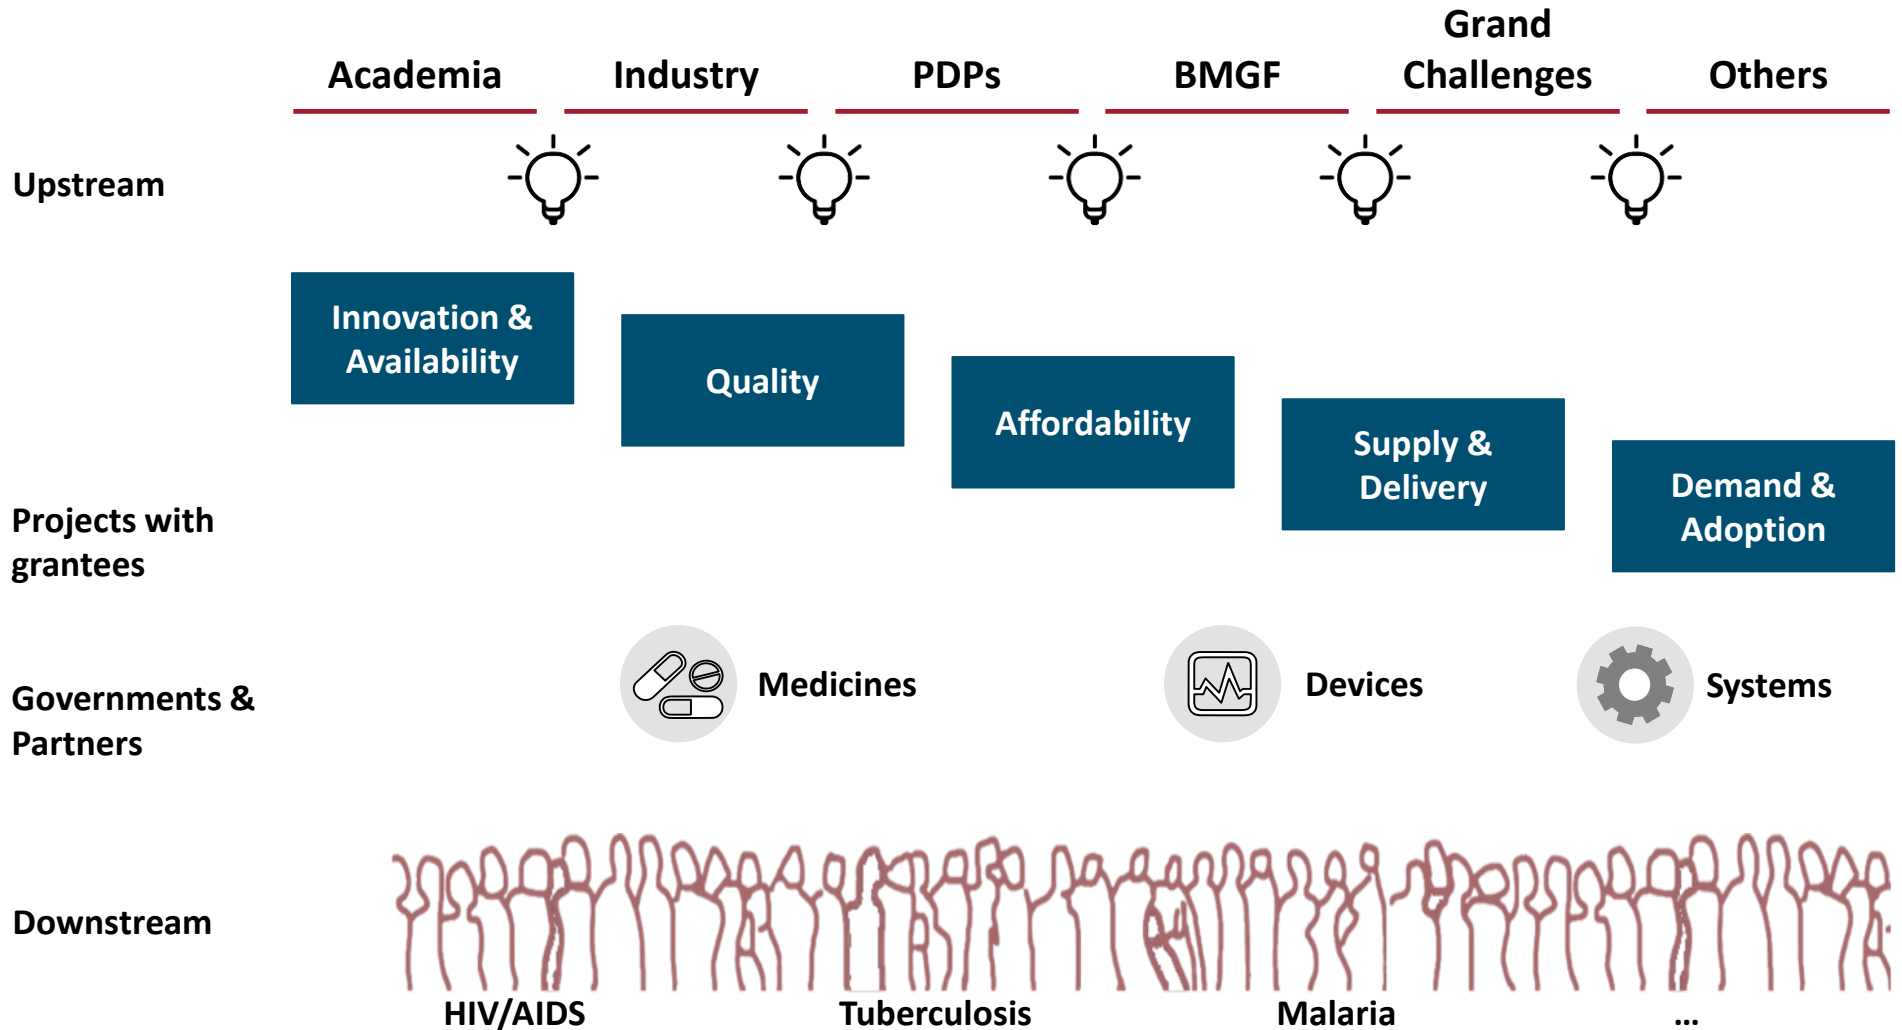 Academia
Industry
PDPs
BMGF
Grand
Challenges
Others
Upstream
Innovation &
Availability
Quality
Affordability
Supply &
Delivery
Demand &
Adoption
Projects with
grantees
Governments &
Partners
Medicines
Devices
Systems
Downstream
HIV/AIDS
Tuberculosis
Malaria
...